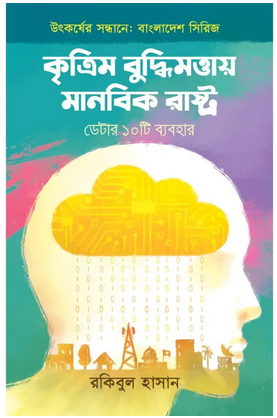 উৎকর্ষের সন্ধানে: বাংলাদেশ সিরিজ
কৃত্রিম বুদ্ধিমত্তায়
মানবিক রাষ্ট্র
ডেটার ১০টি ব্যবহার
রকিবুল হাসান